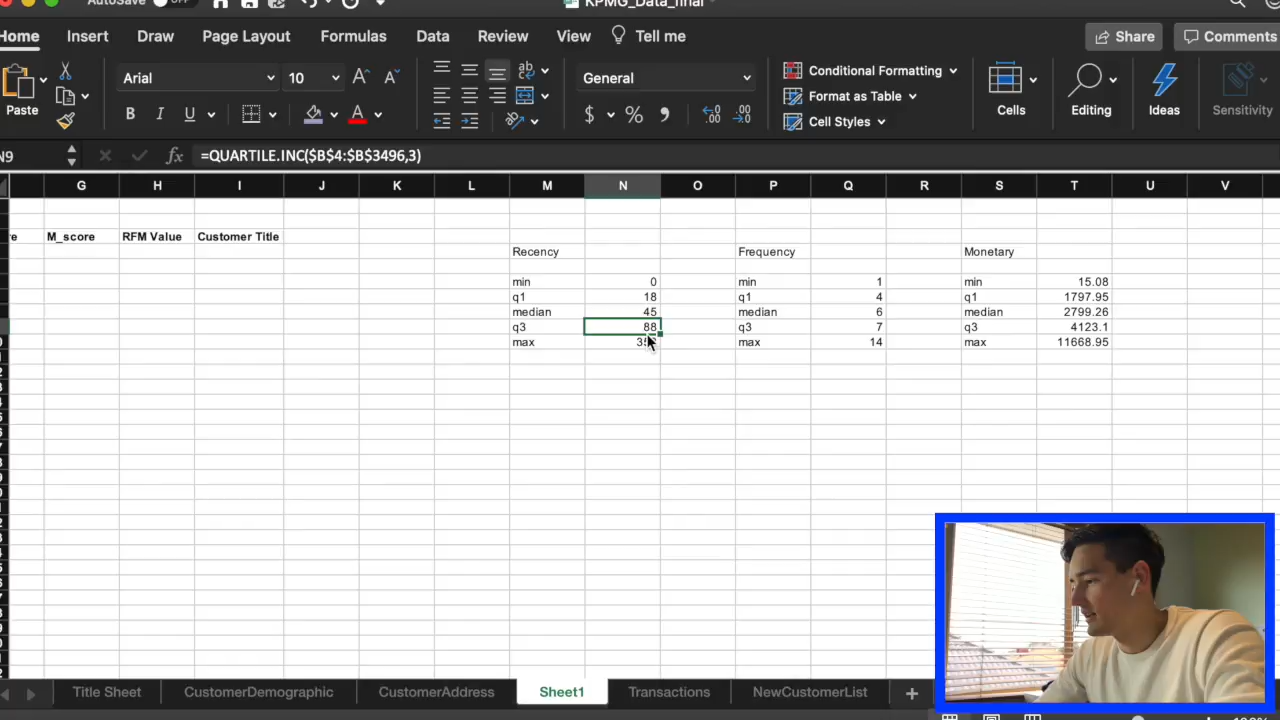 AutoSave OFF KPMG_Data_final
Home Insert Draw Page Layout Formulas Data Review View Tell me Share Comments
Paste Arial 10 General Conditional Formatting Format as Table Cell Styles Cells Editing Ideas Sensitivity
N9 fx =QUARTILE.INC($B$4:$B$3496,3)
G H I J K L M N O P Q R S T U V
M_score RFM Value Customer Title
Recency Frequency Monetary
min 0 min 1 min 15.08
q1 18 q1 4 q1 1797.95
median 45 median 6 median 2799.26
q3 88 q3 7 q3 4123.1
max max 14 max 11668.95
Title Sheet CustomerDemographic CustomerAddress Sheet1 Transactions NewCustomerList